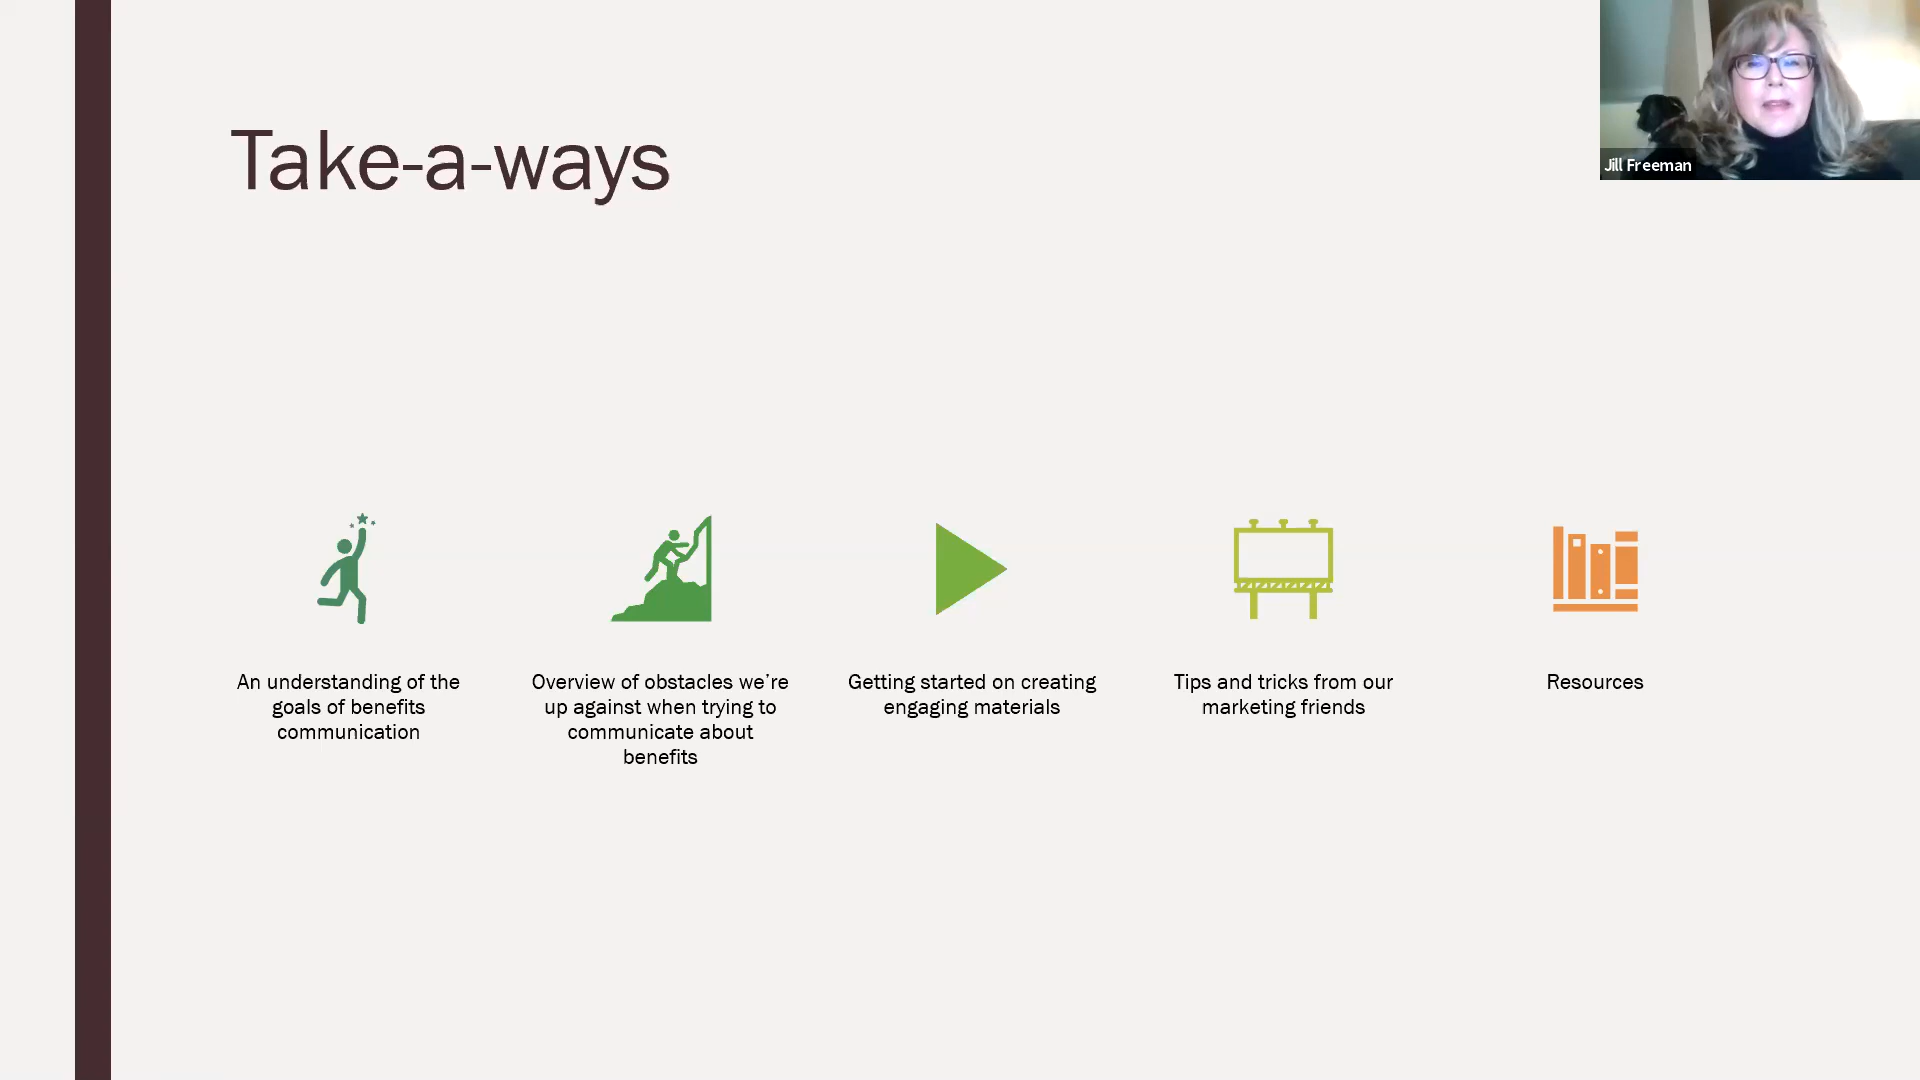 Take-a-ways
Jill Freeman
An understanding of the
goals of benefits
communication
Overview of obstacles we're
up against when trying to
communicate about
benefits
Getting started on creating
engaging materials
Tips and tricks from our
marketing friends
Resources